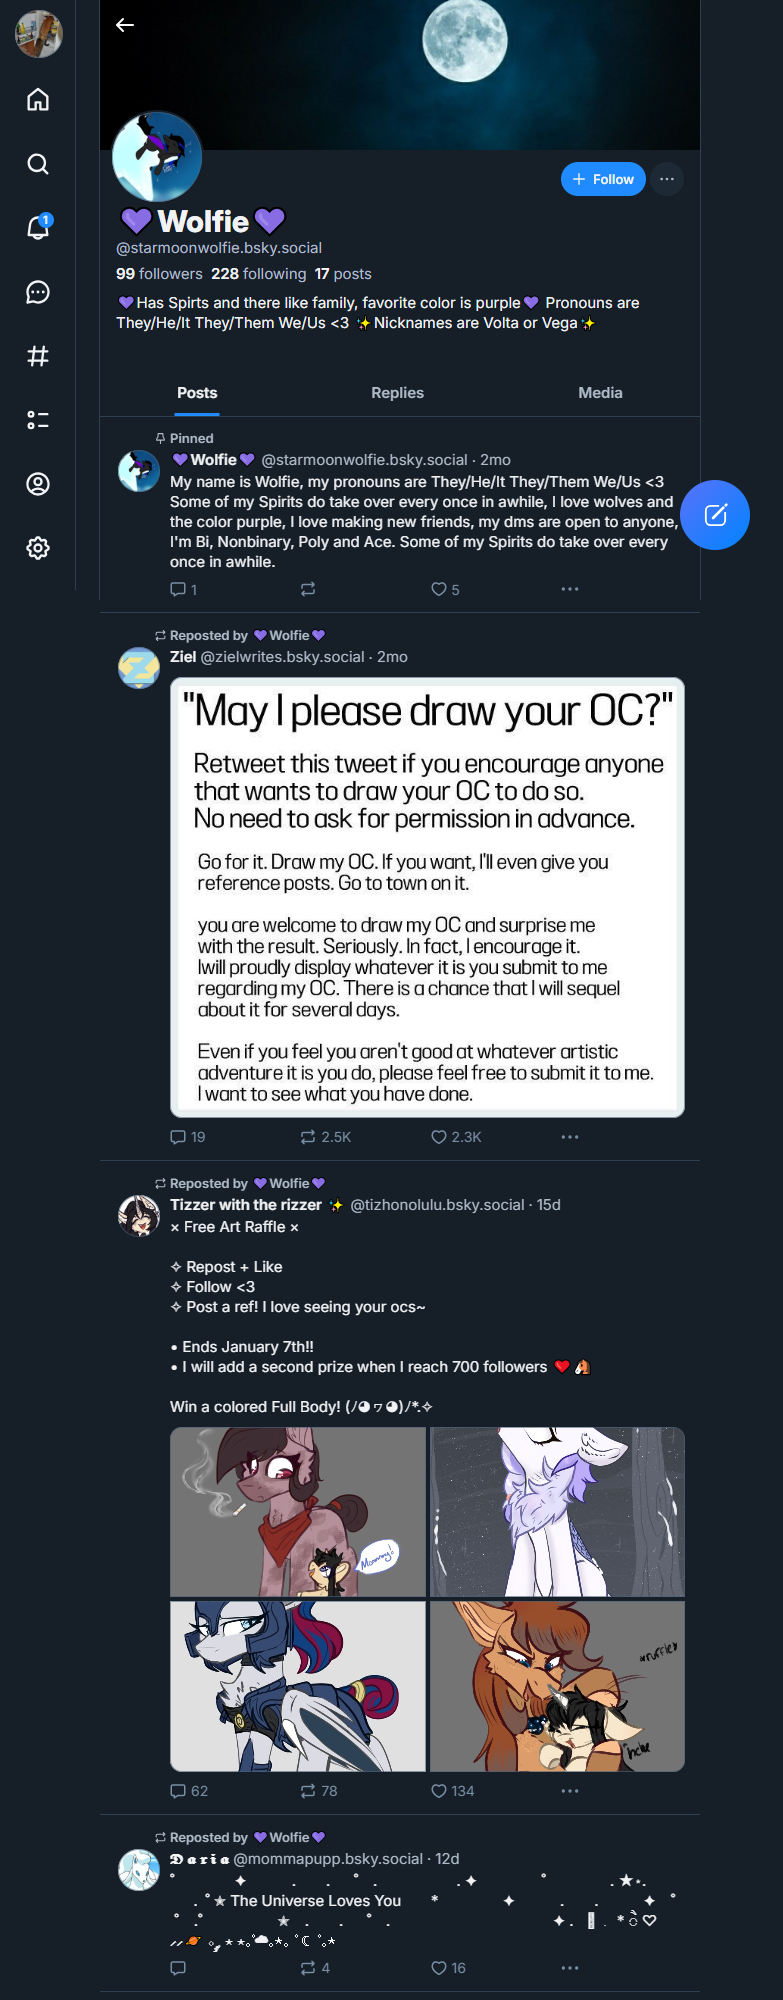 1
+ Follow
💜Wolfie💜
@starmoonwolfie.bsky.social
99 followers 228 following 17 posts
💜Has Spirts and there like family, favorite color is purple💜 Pronouns are
They/He/It They/Them We/Us <3 ✨Nicknames are Volta or Vega✨
Posts Replies Media
Pinned
💜Wolfie💜 @starmoonwolfie.bsky.social · 2mo
My name is Wolfie, my pronouns are They/He/It They/Them We/Us <3
Some of my Spirits do take over every once in awhile, I love wolves and
the color purple, I love making new friends, my dms are open to anyone,
I'm Bi, Nonbinary, Poly and Ace. Some of my Spirits do take over every
once in awhile.
1 5
Reposted by 💜Wolfie💜
Ziel @zielwrites.bsky.social · 2mo
"May I please draw your OC?"
Retweet this tweet if you encourage anyone
that wants to draw your OC to do so.
No need to ask for permission in advance.
Go for it. Draw my OC. If you want, I'll even give you
reference posts. Go to town on it.
you are welcome to draw my OC and surprise me
with the result. Seriously. In fact, I encourage it.
Iwill proudly display whatever it is you submit to me
regarding my OC. There is a chance that I will sequel
about it for several days.
Even if you feel you aren't good at whatever artistic
adventure it is you do, please feel free to submit it to me.
I want to see what you have done.
19 2.5K 2.3K
Reposted by 💜Wolfie💜
Tizzer with the rizzer ✨ @tizhonolulu.bsky.social · 15d
× Free Art Raffle ×
✧ Repost + Like
✧ Follow <3
✧ Post a ref! I love seeing your ocs~
• Ends January 7th!!
• I will add a second prize when I reach 700 followers ❤️🐴
Win a colored Full Body! (ﾉ◕ヮ◕)ﾉ*:✧
Mommy!
*ruffle*
hehe
62 78 134
Reposted by 💜Wolfie💜
𝕯𝖆𝖗𝖎𝖆 @mommapupp.bsky.social · 12d
The Universe Loves You
4 16